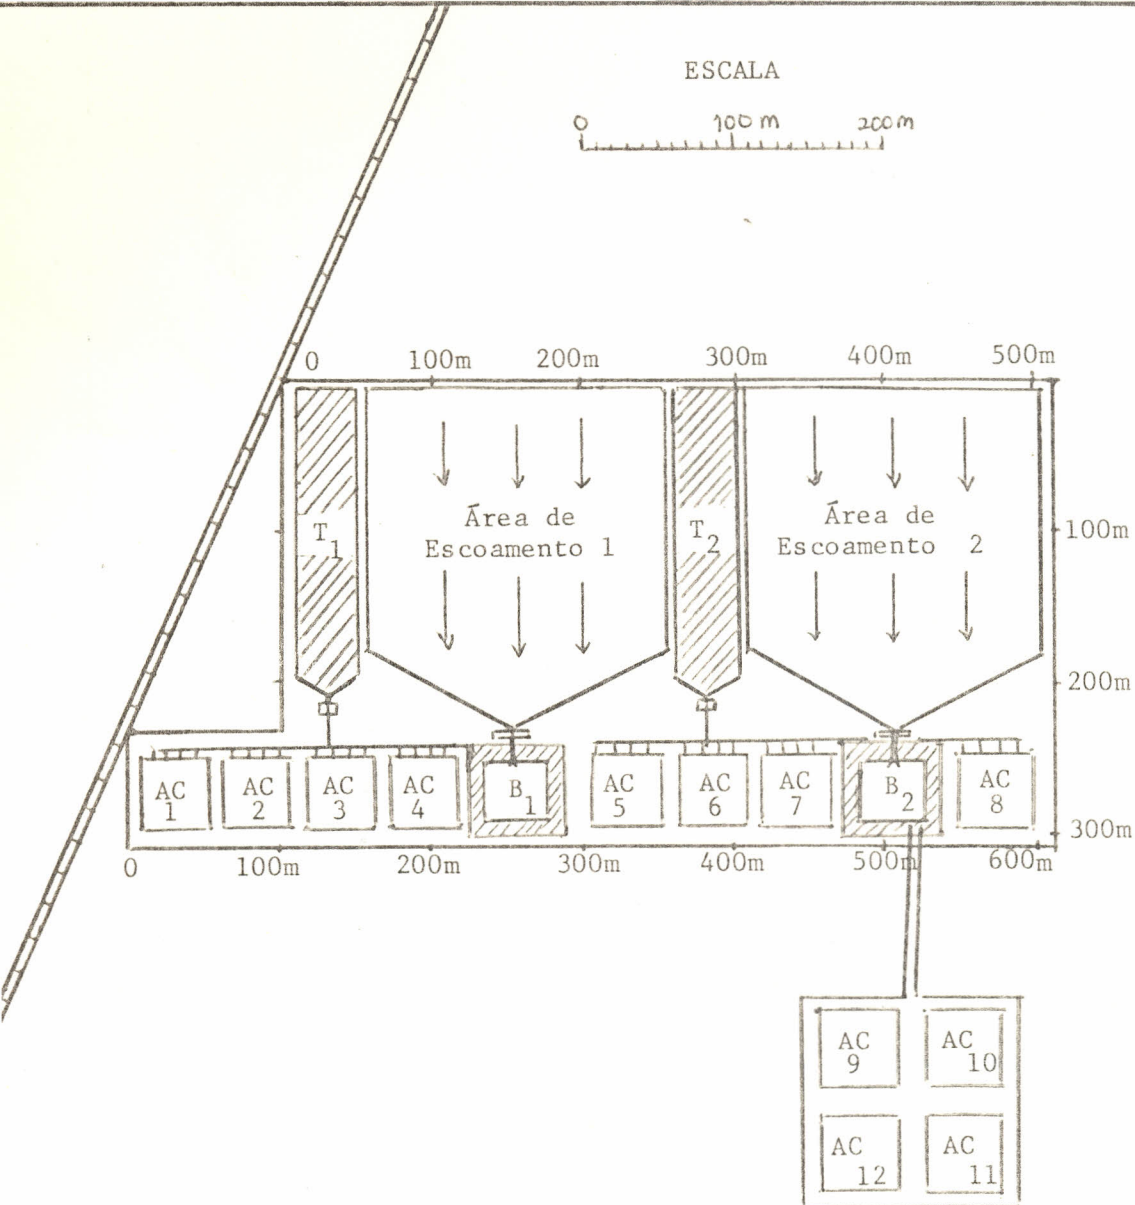 ESCALA
0 100m 200m
0 100m 200m 300m 400m 500m
T1
Área de
Escoamento 1
T2
Área de
Escoamento 2
100m
200m
300m
AC
1
AC
2
AC
3
AC
4
B1
AC
5
AC
6
AC
7
B2
AC
8
0 100m 200m 300m 400m 500m 600m
AC
9
AC
10
AC
12
AC
11